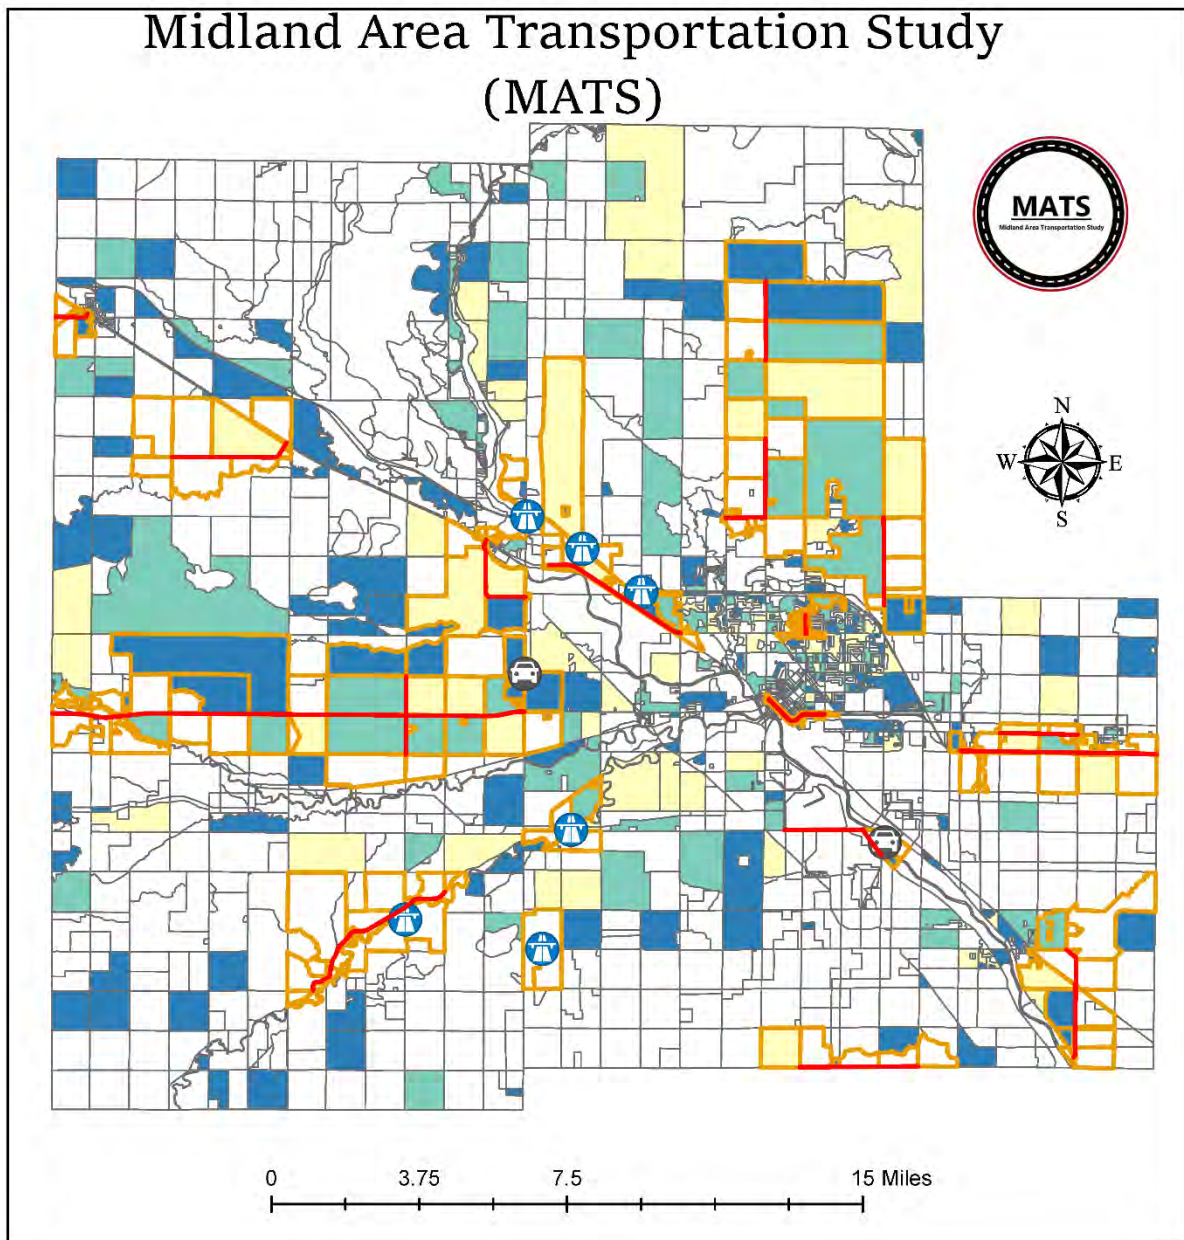 Midland Area Transportation Study
(MATS)
MATS
Midland Area Transportation Study
N
W E
S
0 3.75 7.5 15 Miles